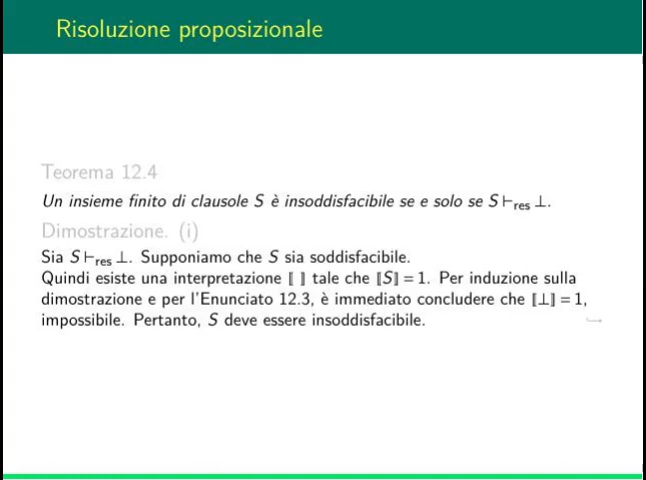 Risoluzione proposizionale
Teorema 12.4
Un insieme finito di clausole S è insoddisfacibile se e solo se S ⊢res ⊥.
Dimostrazione. (i)
Sia S ⊢res ⊥. Supponiamo che S sia soddisfacibile.
Quindi esiste una interpretazione ⟦ ⟧ tale che ⟦S⟧ = 1. Per induzione sulla
dimostrazione e per l'Enunciato 12.3, è immediato concludere che ⟦⊥⟧ = 1,
impossibile. Pertanto, S deve essere insoddisfacibile. ↪